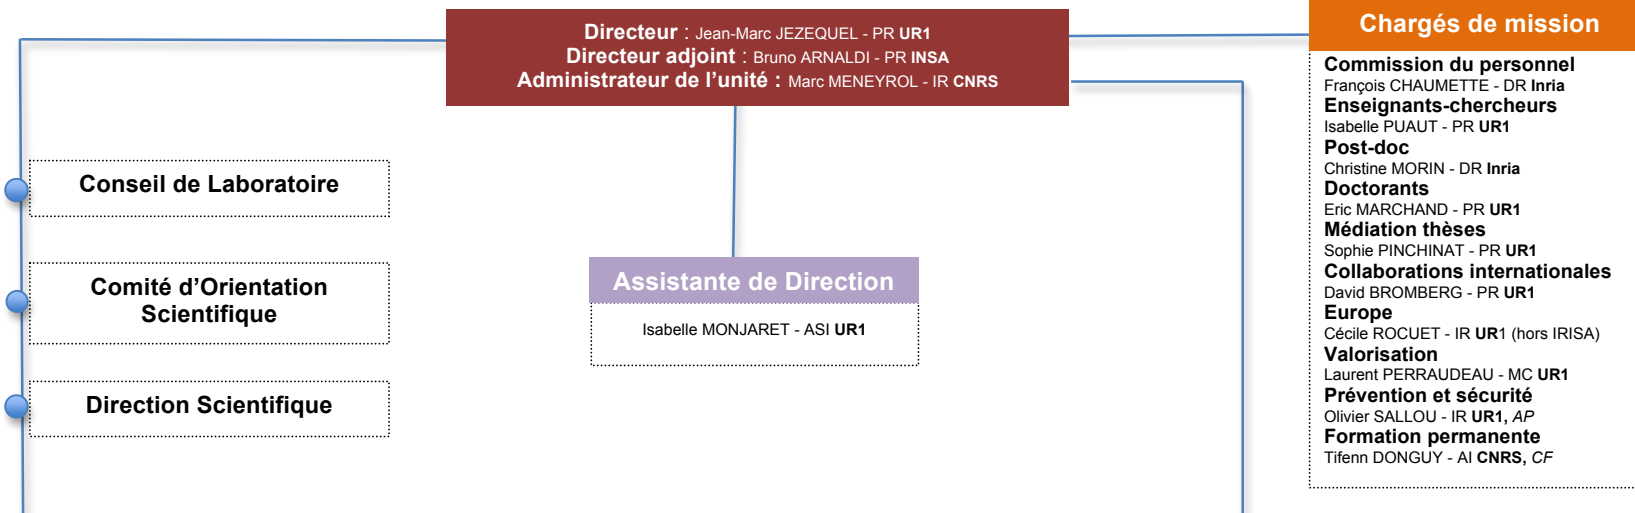 Directeur : Jean-Marc JEZEQUEL - PR UR1
Directeur adjoint : Bruno ARNALDI - PR INSA
Administrateur de l'unité : Marc MENEYROL - IR CNRS
Conseil de Laboratoire
Comité d'Orientation
Scientifique
Direction Scientifique
Assistante de Direction
Isabelle MONJARET - ASI UR1
Chargés de mission
Commission du personnel
François CHAUMETTE - DR Inria
Enseignants-chercheurs
Isabelle PUAUT - PR UR1
Post-doc
Christine MORIN - DR Inria
Doctorants
Eric MARCHAND - PR UR1
Médiation thèses
Sophie PINCHINAT - PR UR1
Collaborations internationales
David BROMBERG - PR UR1
Europe
Cécile ROCUET - IR UR1 (hors IRISA)
Valorisation
Laurent PERRAUDEAU - MC UR1
Prévention et sécurité
Olivier SALLOU - IR UR1, AP
Formation permanente
Tifenn DONGUY - AI CNRS, CF